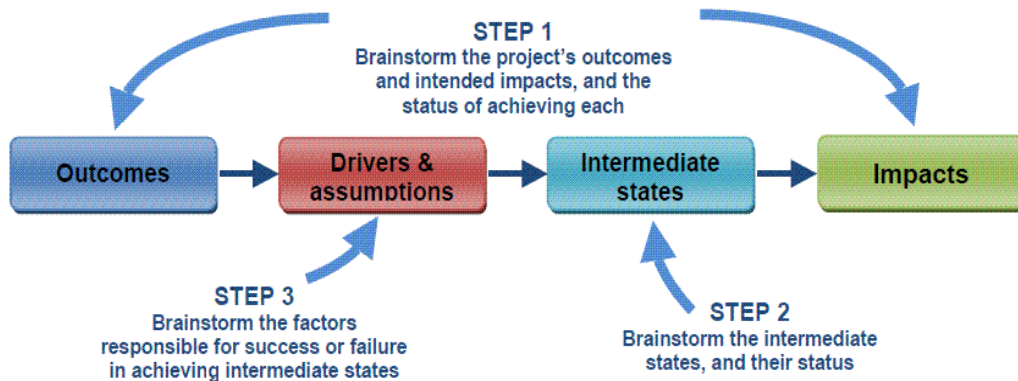 STEP 1
Brainstorm the project's outcomes
and intended impacts, and the
status of achieving each
Outcomes
Drivers &
assumptions
Intermediate
states
Impacts
STEP 3
Brainstorm the factors
responsible for success or failure
in achieving intermediate states
STEP 2
Brainstorm the intermediate
states, and their status